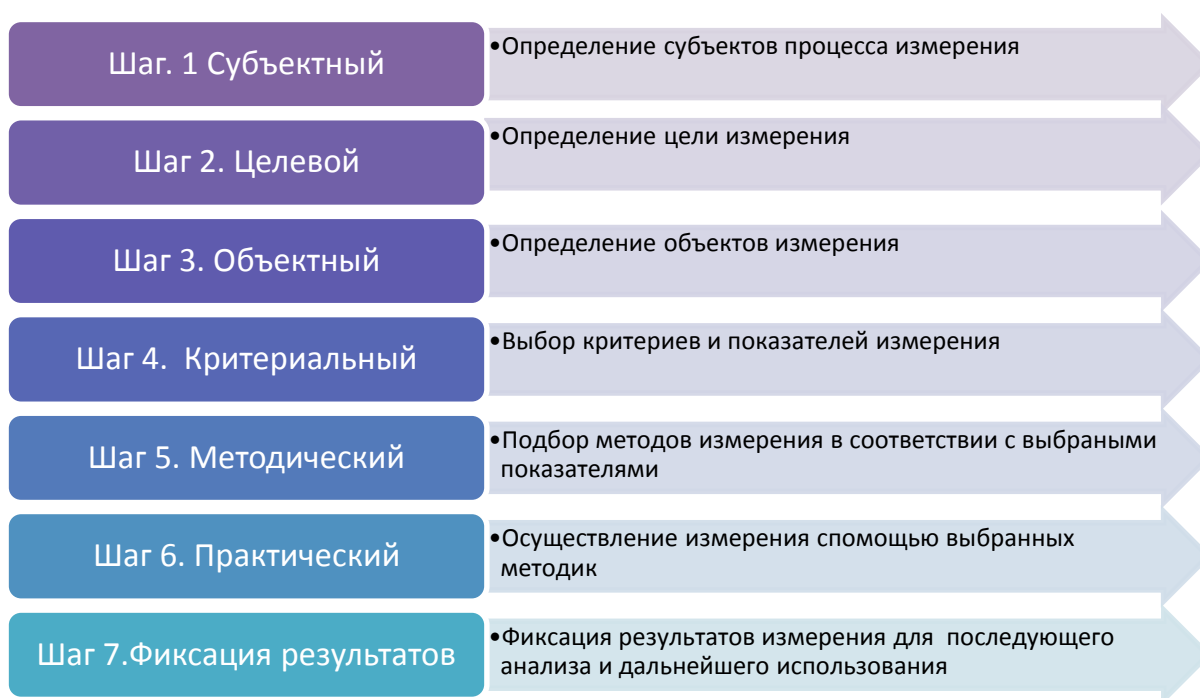 Шаг. 1 Субъектный
•Определение субъектов процесса измерения
Шаг 2. Целевой
•Определение цели измерения
Шаг 3. Объектный
•Определение объектов измерения
Шаг 4.  Критериальный
•Выбор критериев и показателей измерения
Шаг 5. Методический
•Подбор методов измерения в соответствии с выбраными
показателями
Шаг 6. Практический
•Осуществление измерения спомощью выбранных
методик
Шаг 7.Фиксация результатов
•Фиксация результатов измерения для  последующего
анализа и дальнейшего использования